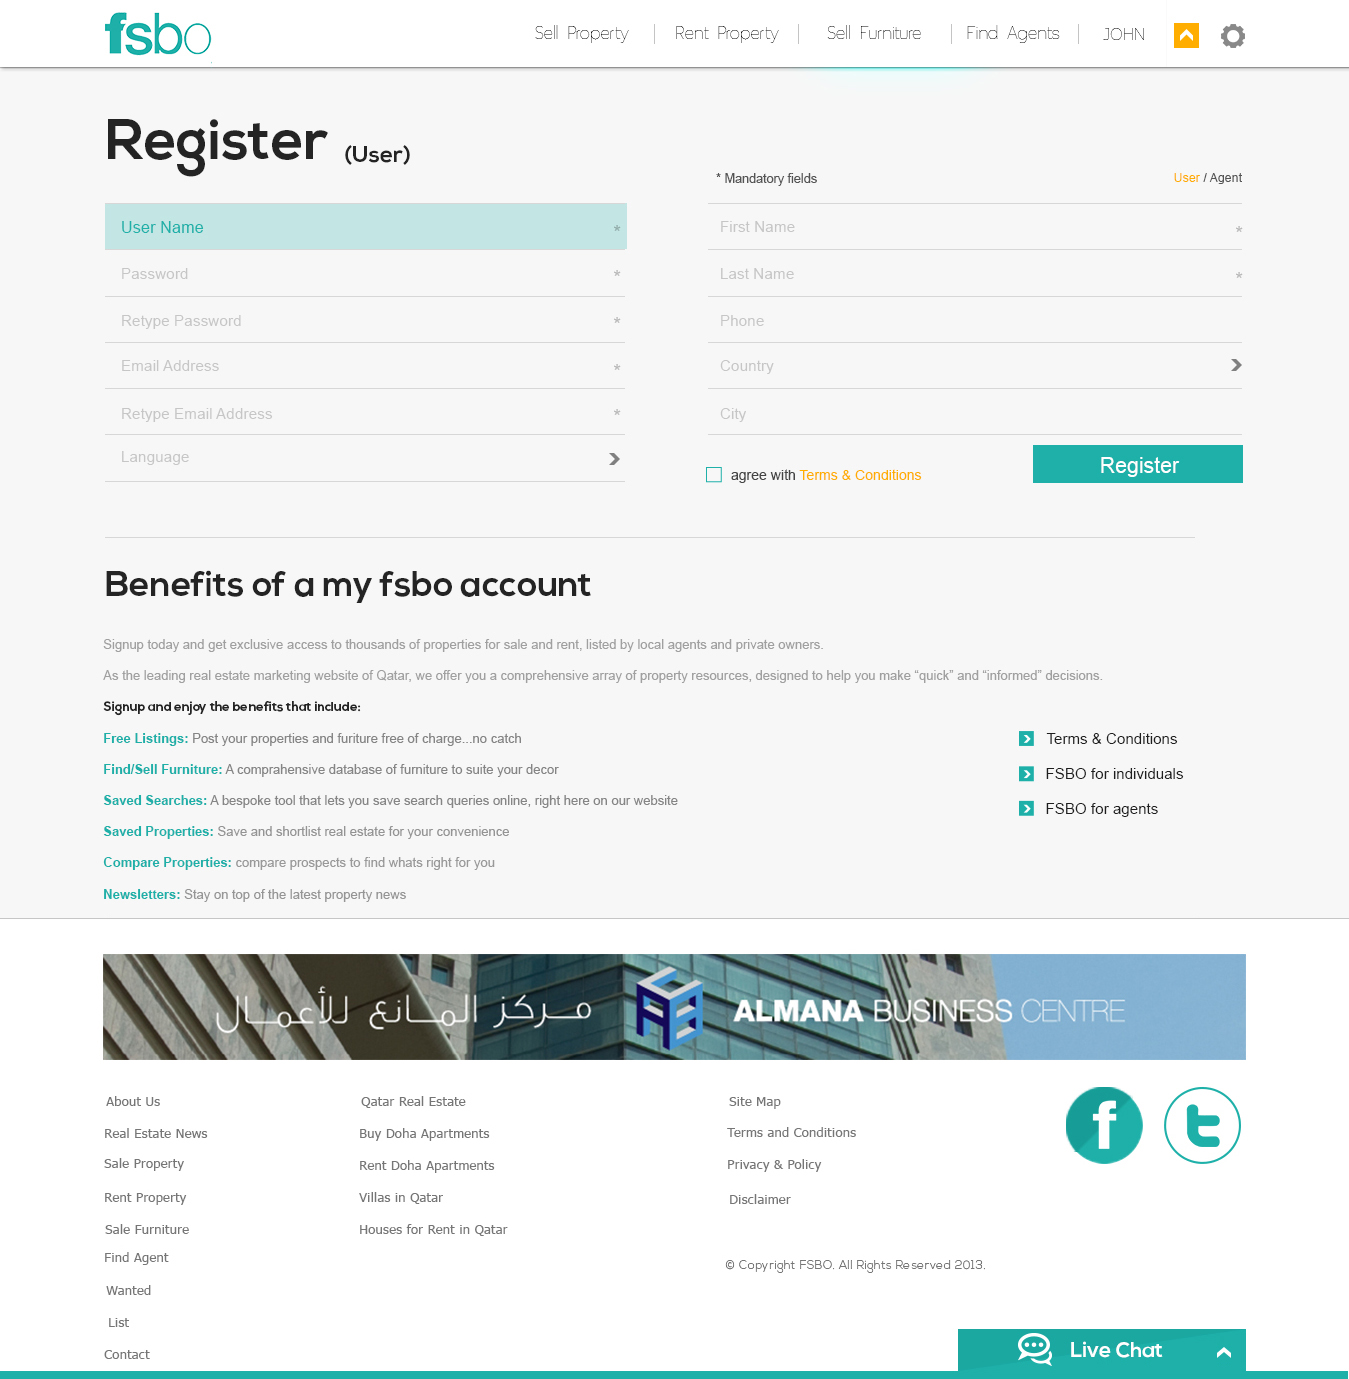 fsbo
Sell Property
Rent Property
Sell Furniture
Find Agents
JOHN
Register (User)
* Mandatory fields
User / Agent
User Name *
First Name *
Password *
Last Name *
Retype Password *
Phone
Email Address *
Country
Retype Email Address *
City
Language
agree with Terms & Conditions
Register
Benefits of a my fsbo account
Signup today and get exclusive access to thousands of properties for sale and rent, listed by local agents and private owners.
As the leading real estate marketing website of Qatar, we offer you a comprehensive array of property resources, designed to help you make “quick” and “informed” decisions.
Signup and enjoy the benefits that include:
Free Listings: Post your properties and furiture free of charge...no catch
Find/Sell Furniture: A comprahensive database of furniture to suite your decor
Saved Searches: A bespoke tool that lets you save search queries online, right here on our website
Saved Properties: Save and shortlist real estate for your convenience
Compare Properties: compare prospects to find whats right for you
Newsletters: Stay on top of the latest property news
Terms & Conditions
FSBO for individuals
FSBO for agents
مركز المانع للأعمال
ALMANA BUSINESS CENTRE
About Us
Real Estate News
Sale Property
Rent Property
Sale Furniture
Find Agent
Wanted
List
Contact
Qatar Real Estate
Buy Doha Apartments
Rent Doha Apartments
Villas in Qatar
Houses for Rent in Qatar
Site Map
Terms and Conditions
Privacy & Policy
Disclaimer
© Copyright FSBO. All Rights Reserved 2013.
Live Chat